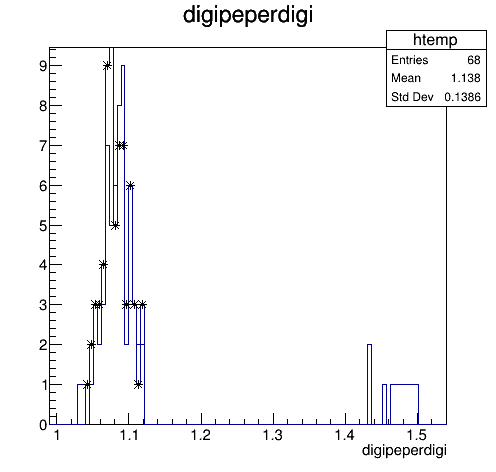 digipeperdigi
htemp
Entries 68
Mean 1.138
Std Dev 0.1386
9
8
7
6
5
4
3
2
1
0
1 1.1 1.2 1.3 1.4 1.5
digipeperdigi